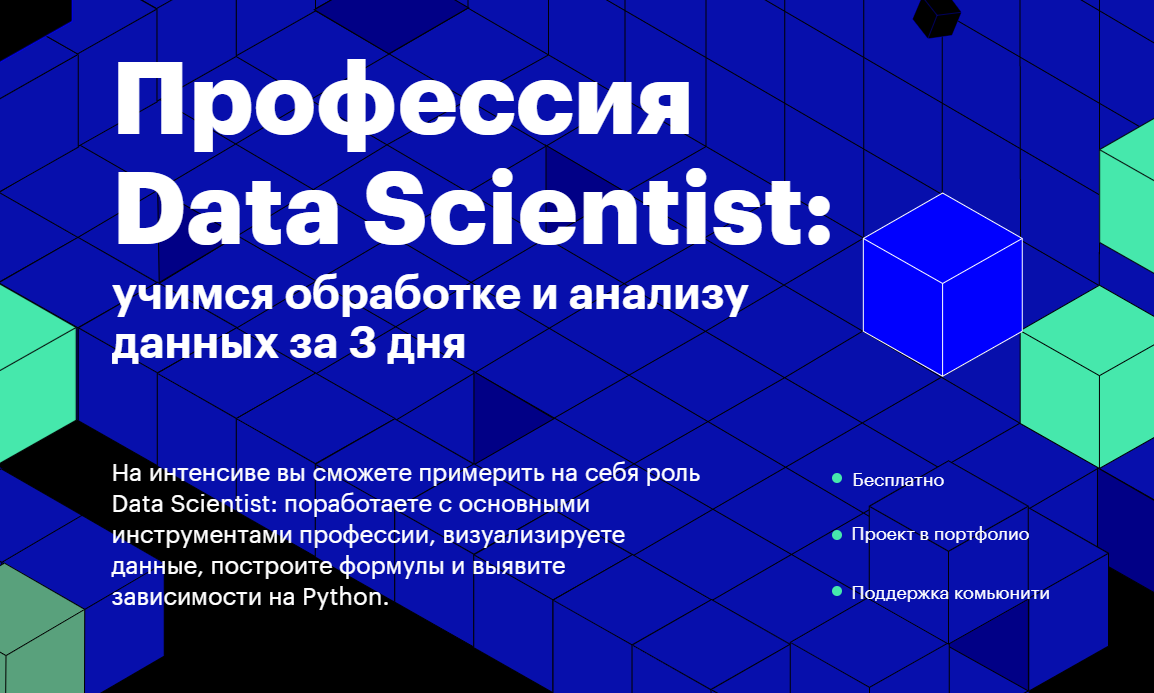 Профессия
Data Scientist:
учимся обработке и анализу
данных за 3 дня
На интенсиве вы сможете примерить на себя роль
Data Scientist: поработаете с основными
инструментами профессии, визуализируете
данные, построите формулы и выявите
зависимости на Python.
Бесплатно
Проект в портфолио
Поддержка комьюнити